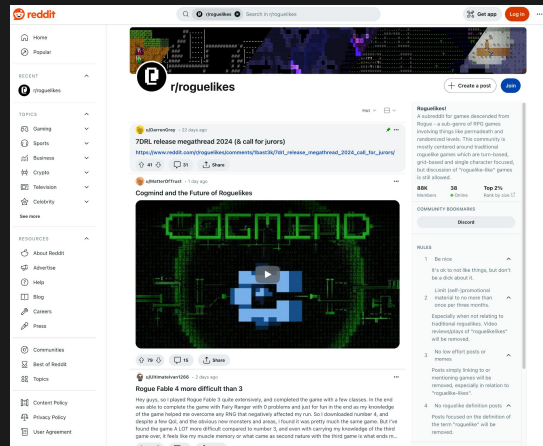 reddit
r/roguelikes
Search in r/roguelikes
Get app
Log In
Home
Popular
RECENT
r/roguelikes
TOPICS
Gaming
Sports
Business
Crypto
Television
Celebrity
See more
RESOURCES
About Reddit
Advertise
Help
Blog
Careers
Press
Communities
Best of Reddit
Topics
Content Policy
Privacy Policy
User Agreement
r/roguelikes
Create a post
Join
Hot
u/DarrenGrey • 22 days ago
7DRL release megathread 2024 (& call for jurors)
https://www.reddit.com/r/roguelikes/comments/1bast3k/7drl_release_megathread_2024_call_for_jurors/
41
31
Share
u/MatterOfTrust • 1 day ago
Cogmind and the Future of Roguelikes
COGMIND
79
15
Share
u/UltimateIvan1266 • 2 days ago
Rogue Fable 4 more difficult than 3
Hey guys, so I played Rogue Fable 3 quite extensively, and completed the game with a few classes. In the end
was able to complete the game with Fairy Ranger with 0 problems and just for fun in the end as my knowledge
of the game helped me overcome any RNG that negatively affected my run. So I downloaded number 4, and
despite a few QoL and the obvious new monsters and areas, I found it was pretty much the same game. But I've
found the game A LOT more difficult compared to number 3, and even with carrying my knowledge of the third
game over, it feels like my muscle memory or what came as second nature with the third game is what ends m...
Roguelikes!
A subreddit for games descended from
Rogue - a sub-genre of RPG games
involving things like permadeath and
randomized levels. This community is
mostly centered around traditional
roguelike games which are turn-based,
grid-based and single character focused,
but discussion of "roguelike-like" games
is still allowed.
88K
Members
38
Online
Top 2%
Rank by size
COMMUNITY BOOKMARKS
Discord
RULES
1 Be nice
It's ok to not like things, but don't
be a dick about it.
2 Limit (self-)promotional
material to no more than
once per three months.
Especially when not relating to
traditional roguelikes. Video
reviews/plays of "roguelikelikes"
will be removed.
3 No low effort posts or
memes
Posts simply linking to or
mentioning games will be
removed, especially in relation to
"roguelike-likes".
4 No roguelike definition posts
Posts focused on the definition of
the term "roguelike" will be
removed.